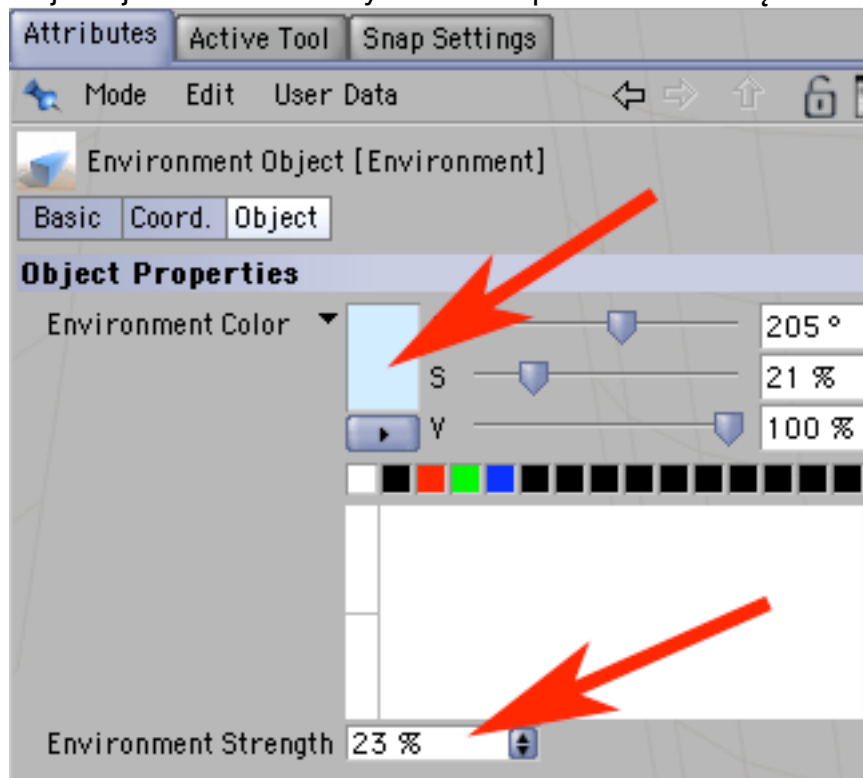 Attributes Active Tool Snap Settings
Mode Edit User Data
Environment Object [Environment]
Basic Coord. Object
Object Properties
Environment Color 205 °
S 21 %
V 100 %
Environment Strength 23 %